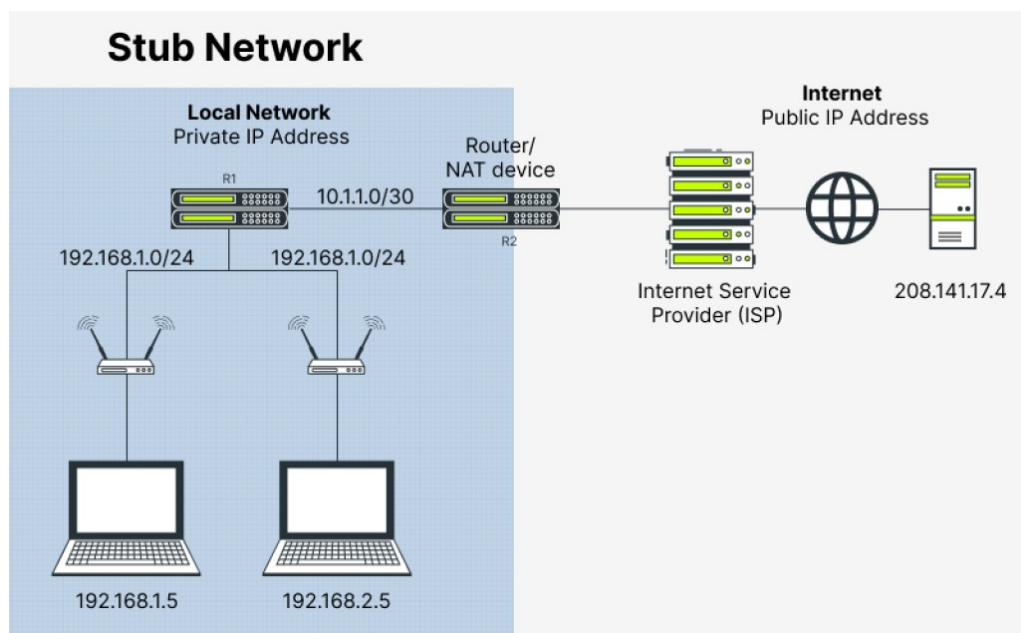 Stub Network
Local Network
Private IP Address
Internet
Public IP Address
Router/
NAT device
R1
10.1.1.0/30
R2
192.168.1.0/24
192.168.1.0/24
Internet Service
Provider (ISP)
208.141.17.4
192.168.1.5
192.168.2.5